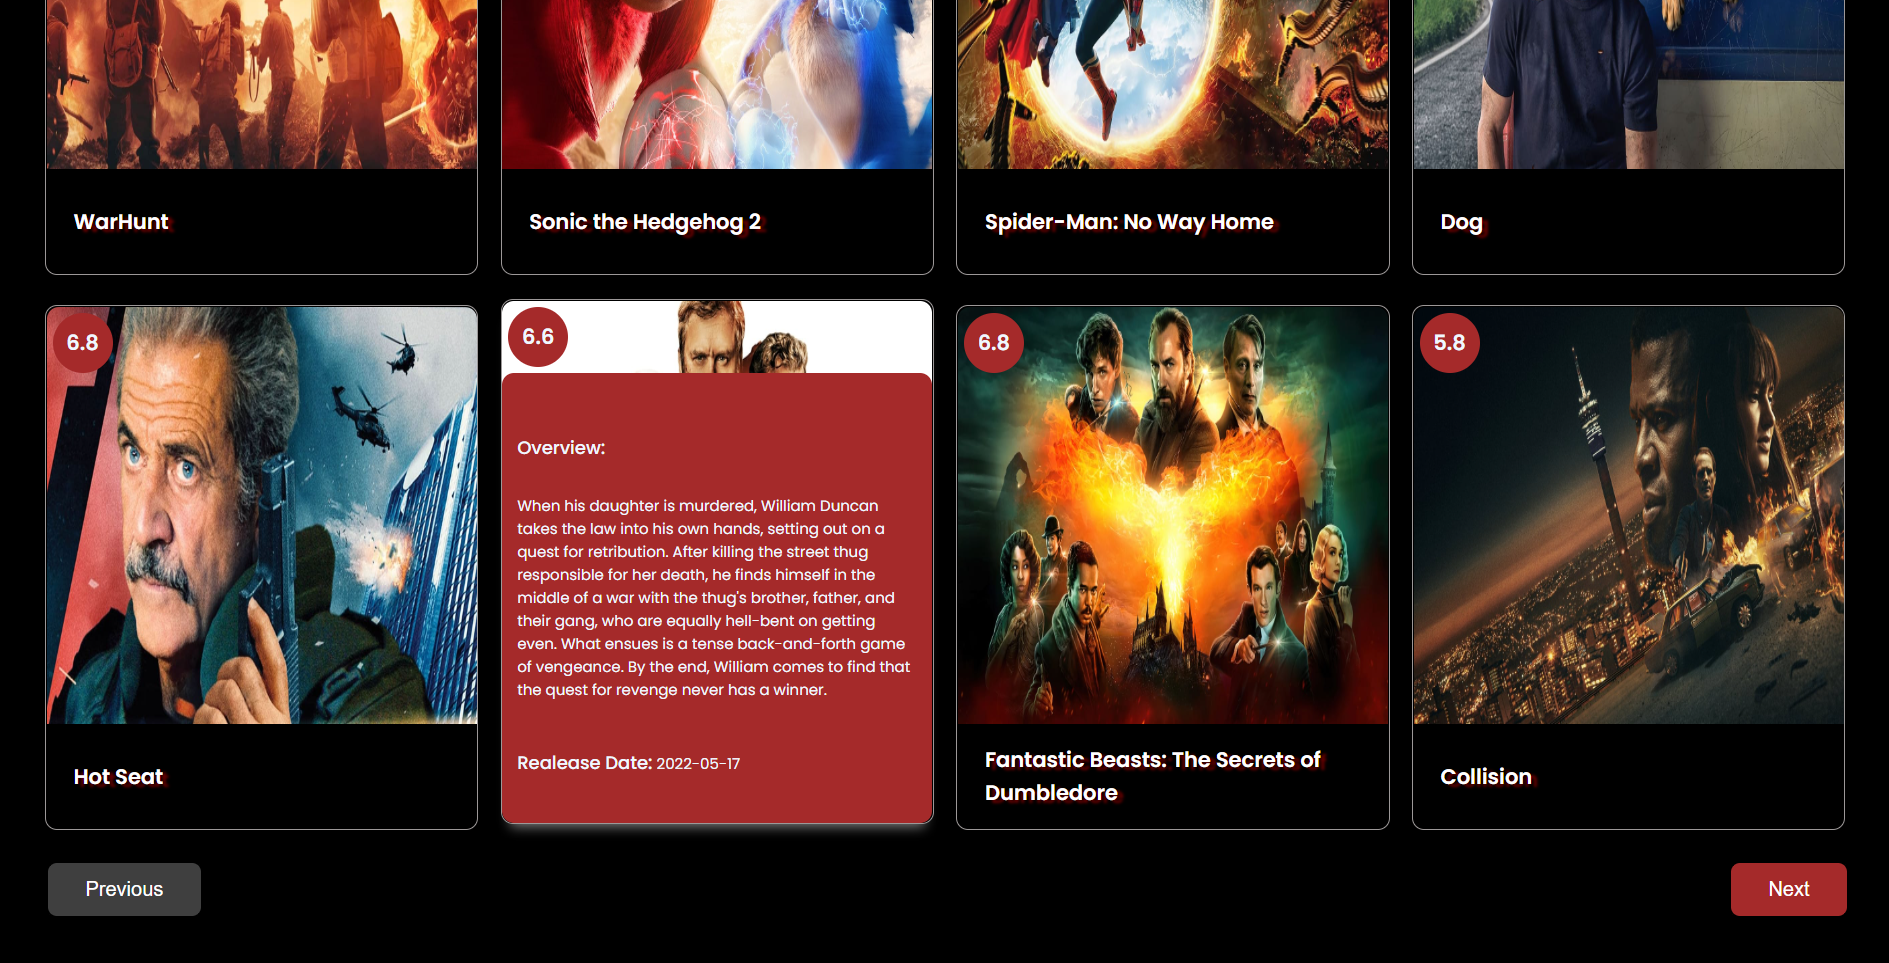 WarHunt
Sonic the Hedgehog 2
Spider-Man: No Way Home
Dog
6.8
6.6
6.8
5.8
Overview:
When his daughter is murdered, William Duncan
takes the law into his own hands, setting out on a
quest for retribution. After killing the street thug
responsible for her death, he finds himself in the
middle of a war with the thug's brother, father, and
their gang, who are equally hell-bent on getting
even. What ensues is a tense back-and-forth game
of vengeance. By the end, William comes to find that
the quest for revenge never has a winner.
Realease Date: 2022-05-17
Hot Seat
Fantastic Beasts: The Secrets of
Dumbledore
Collision
Previous
Next